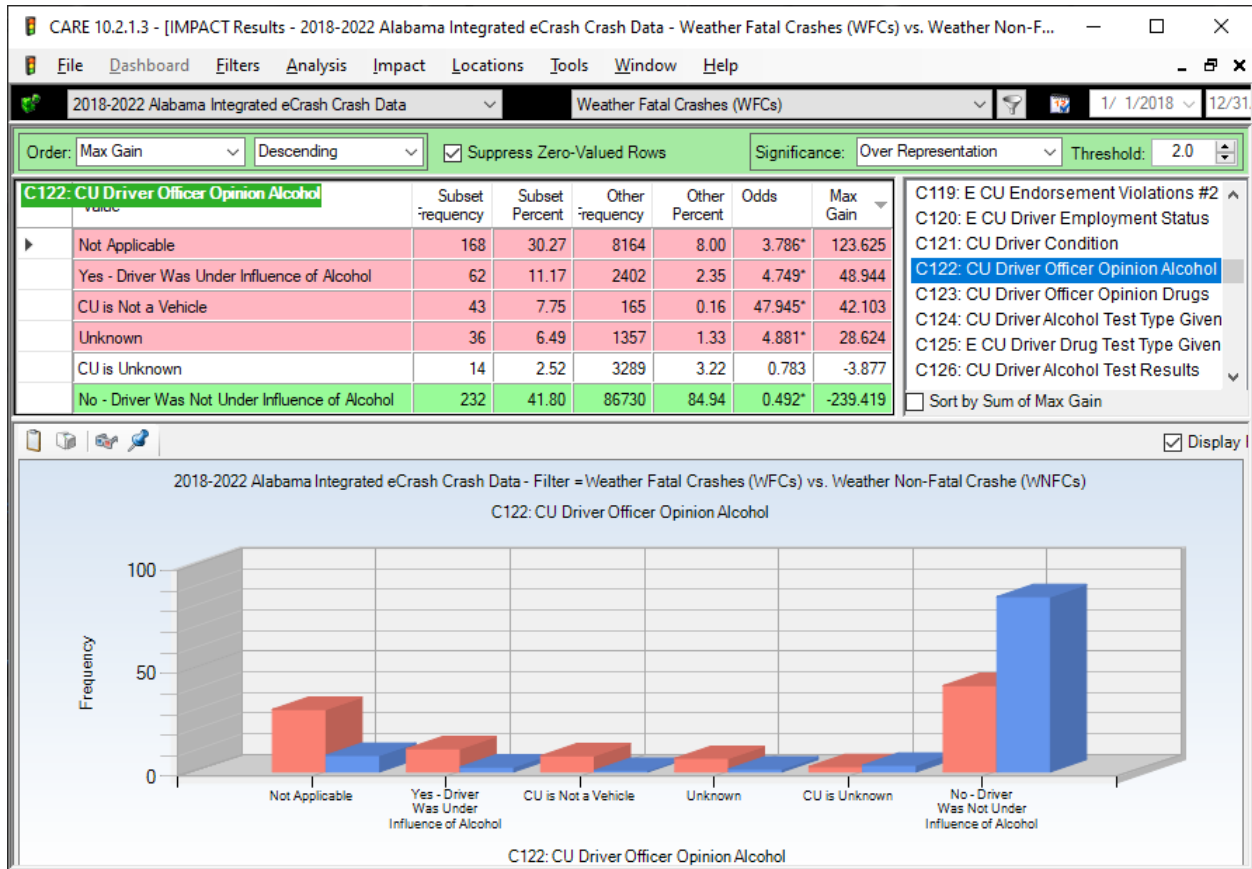 CARE 10.2.1.3 - [IMPACT Results - 2018-2022 Alabama Integrated eCrash Crash Data - Weather Fatal Crashes (WFCs) vs. Weather Non-F...
File Dashboard Filters Analysis Impact Locations Tools Window Help
2018-2022 Alabama Integrated eCrash Crash Data Weather Fatal Crashes (WFCs) 1/ 1/2018 12/31.
Order: Max Gain Descending Suppress Zero-Valued Rows Significance: Over Representation Threshold: 2.0
C122: CU Driver Officer Opinion Alcohol Subset Frequency Subset Percent Other Frequency Other Percent Odds Max Gain
Not Applicable 168 30.27 8164 8.00 3.786* 123.625
Yes - Driver Was Under Influence of Alcohol 62 11.17 2402 2.35 4.749* 48.944
CU is Not a Vehicle 43 7.75 165 0.16 47.945* 42.103
Unknown 36 6.49 1357 1.33 4.881* 28.624
CU is Unknown 14 2.52 3289 3.22 0.783 -3.877
No - Driver Was Not Under Influence of Alcohol 232 41.80 86730 84.94 0.492* -239.419
C119: E CU Endorsement Violations #2
C120: E CU Driver Employment Status
C121: CU Driver Condition
C122: CU Driver Officer Opinion Alcohol
C123: CU Driver Officer Opinion Drugs
C124: CU Driver Alcohol Test Type Given
C125: E CU Driver Drug Test Type Given
C126: CU Driver Alcohol Test Results
Sort by Sum of Max Gain
Display
2018-2022 Alabama Integrated eCrash Crash Data - Filter = Weather Fatal Crashes (WFCs) vs. Weather Non-Fatal Crashe (WNFCs)
C122: CU Driver Officer Opinion Alcohol
100
50
0
Frequency
Not Applicable
Yes - Driver
Was Under
Influence of Alcohol
CU is Not a Vehicle
Unknown
CU is Unknown
No - Driver
Was Not Under
Influence of Alcohol
C122: CU Driver Officer Opinion Alcohol